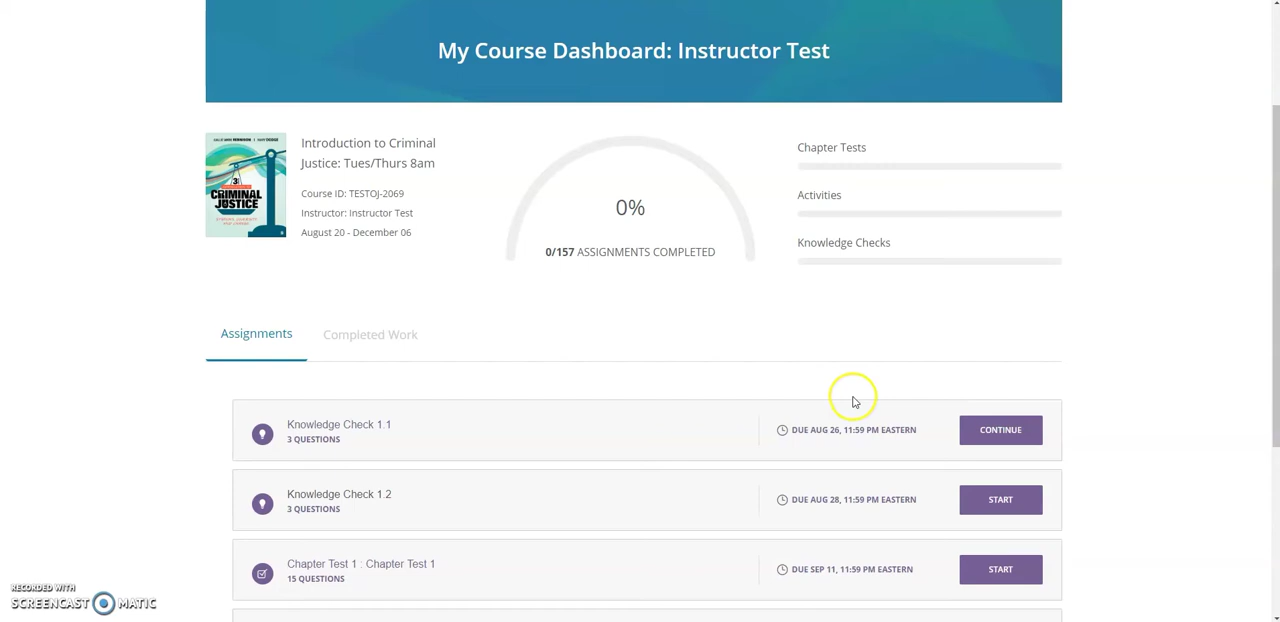 My Course Dashboard: Instructor Test
Introduction to Criminal
Justice: Tues/Thurs 8am
Course ID: TESTOJ-2069
Instructor: Instructor Test
August 20 - December 06
CRIMINAL
JUSTICE
0%
0/157 ASSIGNMENTS COMPLETED
Chapter Tests
Activities
Knowledge Checks
Assignments
Completed Work
Knowledge Check 1.1
3 QUESTIONS
DUE AUG 26, 11:59 PM EASTERN
CONTINUE
Knowledge Check 1.2
3 QUESTIONS
DUE AUG 28, 11:59 PM EASTERN
START
Chapter Test 1 : Chapter Test 1
15 QUESTIONS
DUE SEP 11, 11:59 PM EASTERN
START
RECORDED WITH
SCREENCAST MATIC